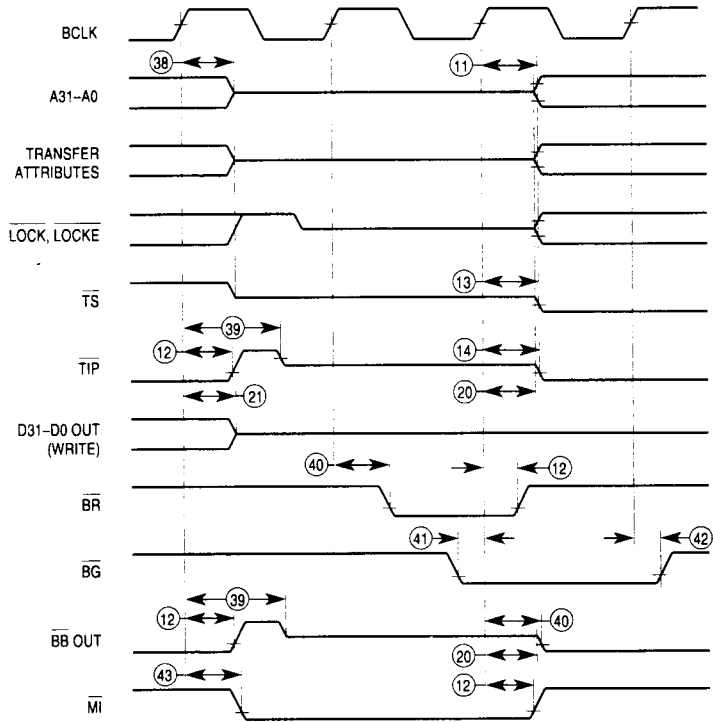 BCLK
38
11
A31–A0
TRANSFER
ATTRIBUTES
LOCK, LOCKE
13
TS
39
12
14
TIP
20
21
D31–D0 OUT
(WRITE)
40
12
BR
41
42
BG
39
12
40
BB OUT
20
43
12
MI